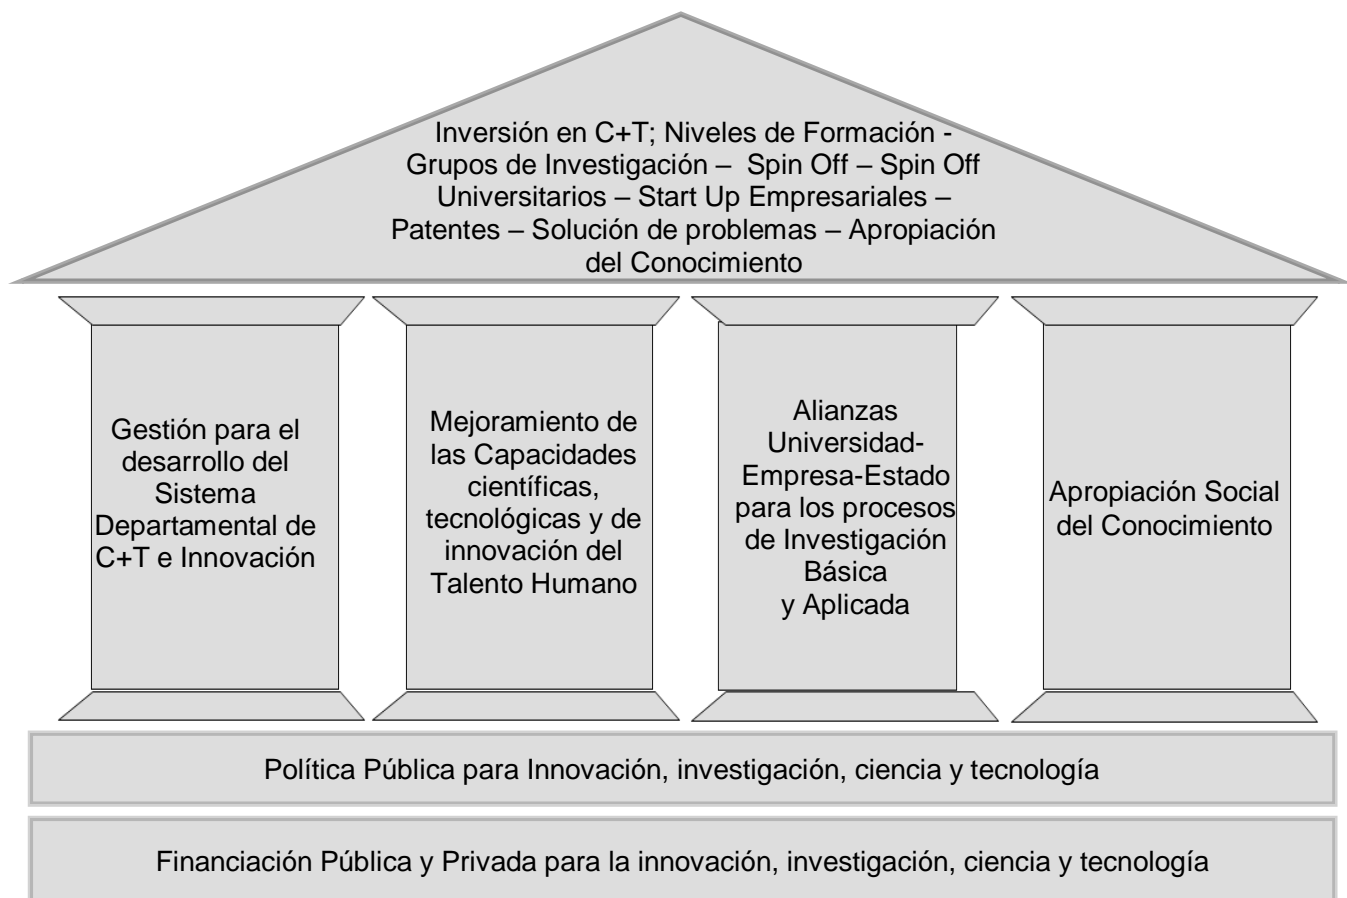 Inversión en C+T; Niveles de Formación -
Grupos de Investigación – Spin Off – Spin Off
Universitarios – Start Up Empresariales –
Patentes – Solución de problemas – Apropiación
del Conocimiento
Gestión para el
desarrollo del
Sistema
Departamental de
C+T e Innovación
Mejoramiento de
las Capacidades
científicas,
tecnológicas y de
innovación del
Talento Humano
Alianzas
Universidad-
Empresa-Estado
para los procesos
de Investigación
Básica
y Aplicada
Apropiación Social
del Conocimiento
Política Pública para Innovación, investigación, ciencia y tecnología
Financiación Pública y Privada para la innovación, investigación, ciencia y tecnología